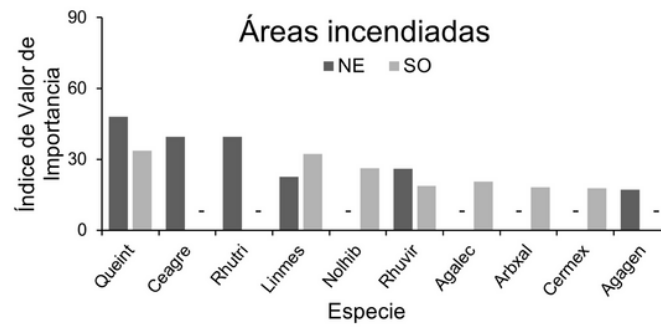 Áreas incendiadas
NE SO
Índice de Valor de
Importancia
90
60
30
0
- - - - - - -
Queint Ceagre Rhutri Linmes Nolhib Rhuvir Agalec Arbxal Cermex Agagen
Especie